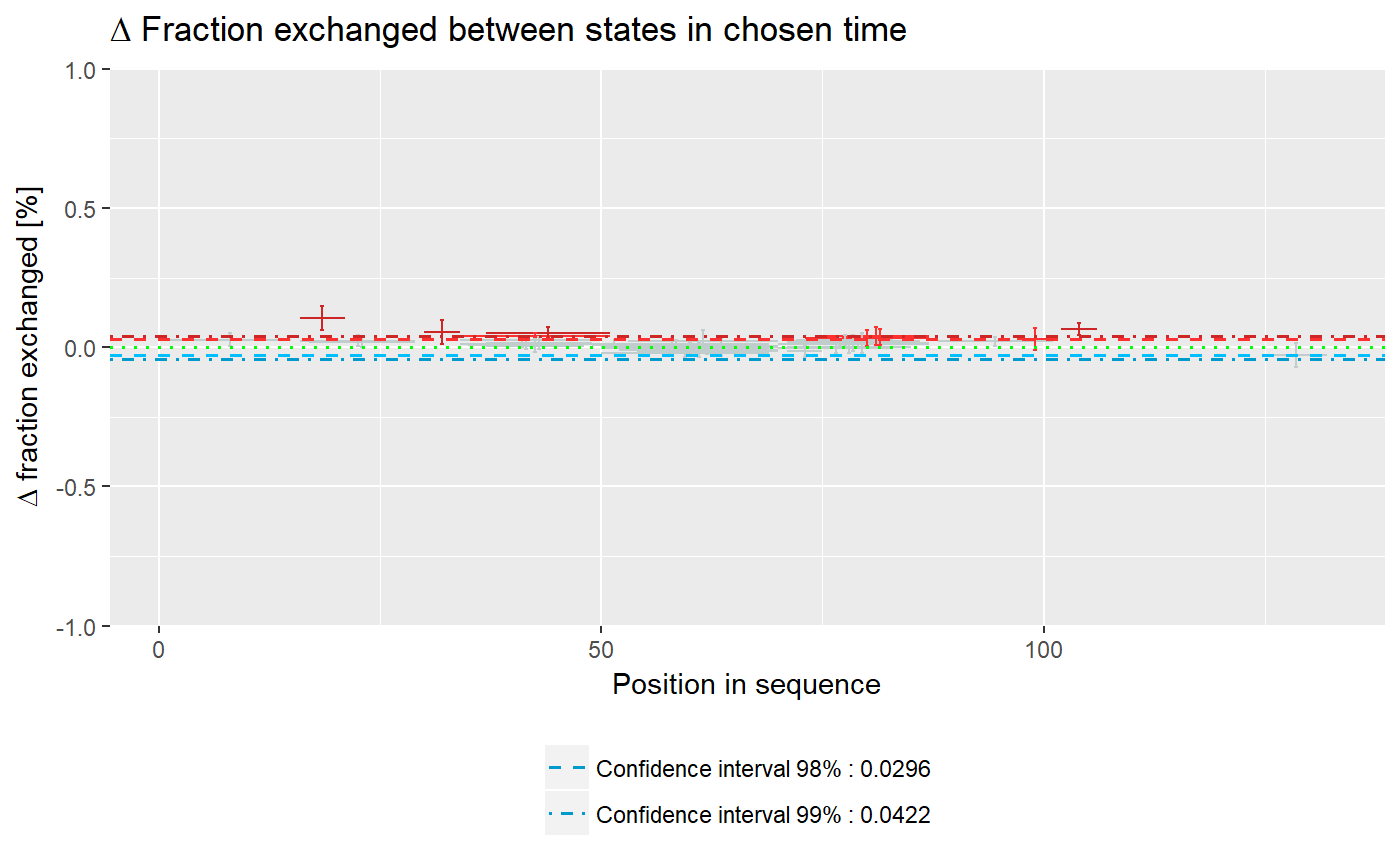 Δ Fraction exchanged between states in chosen time
Δ fraction exchanged [%]
1.0
0.5
0.0
-0.5
-1.0
0
50
100
Position in sequence
Confidence interval 98% : 0.0296
Confidence interval 99% : 0.0422